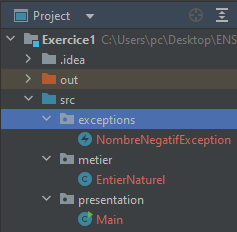 Project
Exercice1 C:\Users\pc\Desktop\ENS
.idea
out
src
exceptions
NombreNegatifException
metier
EntierNaturel
presentation
Main